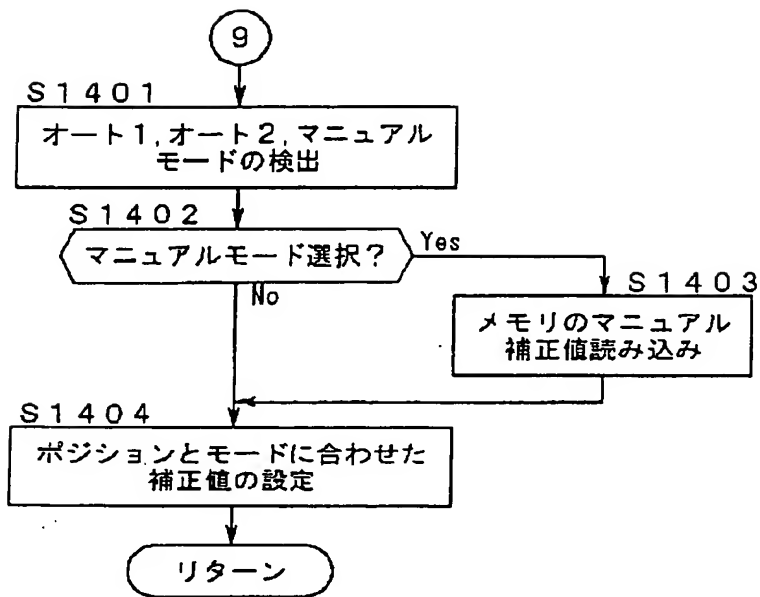 9
S1401
オート1,オート2,マニュアル
モードの検出
S1402
マニュアルモード選択?
Yes
No
S1403
メモリのマニュアル
補正値読み込み
S1404
ポジションとモードに合わせた
補正値の設定
リターン